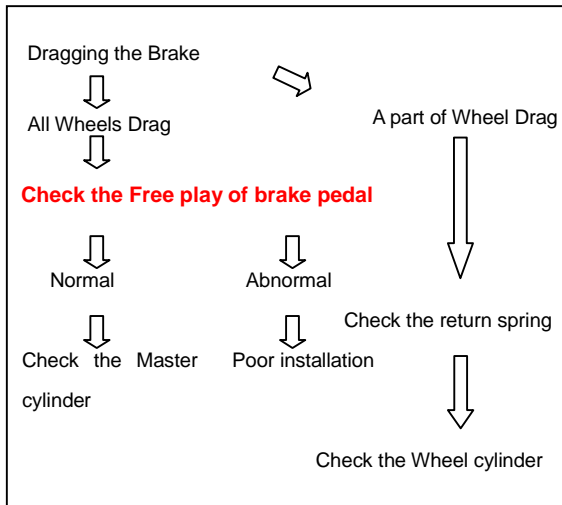 Dragging the Brake
All Wheels Drag
A part of Wheel Drag
Check the Free play of brake pedal
Normal
Abnormal
Check the return spring
Check the Master
cylinder
Poor installation
Check the Wheel cylinder